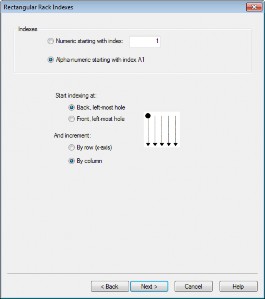 Rectangular Rack Indexes
Indexes
Numeric starting with index: 1
Alpha-numeric starting with index A1
Start indexing at:
Back, left-most hole
Front, left-most hole
And increment:
By row (x-axis)
By column
< Back Next > Cancel Help